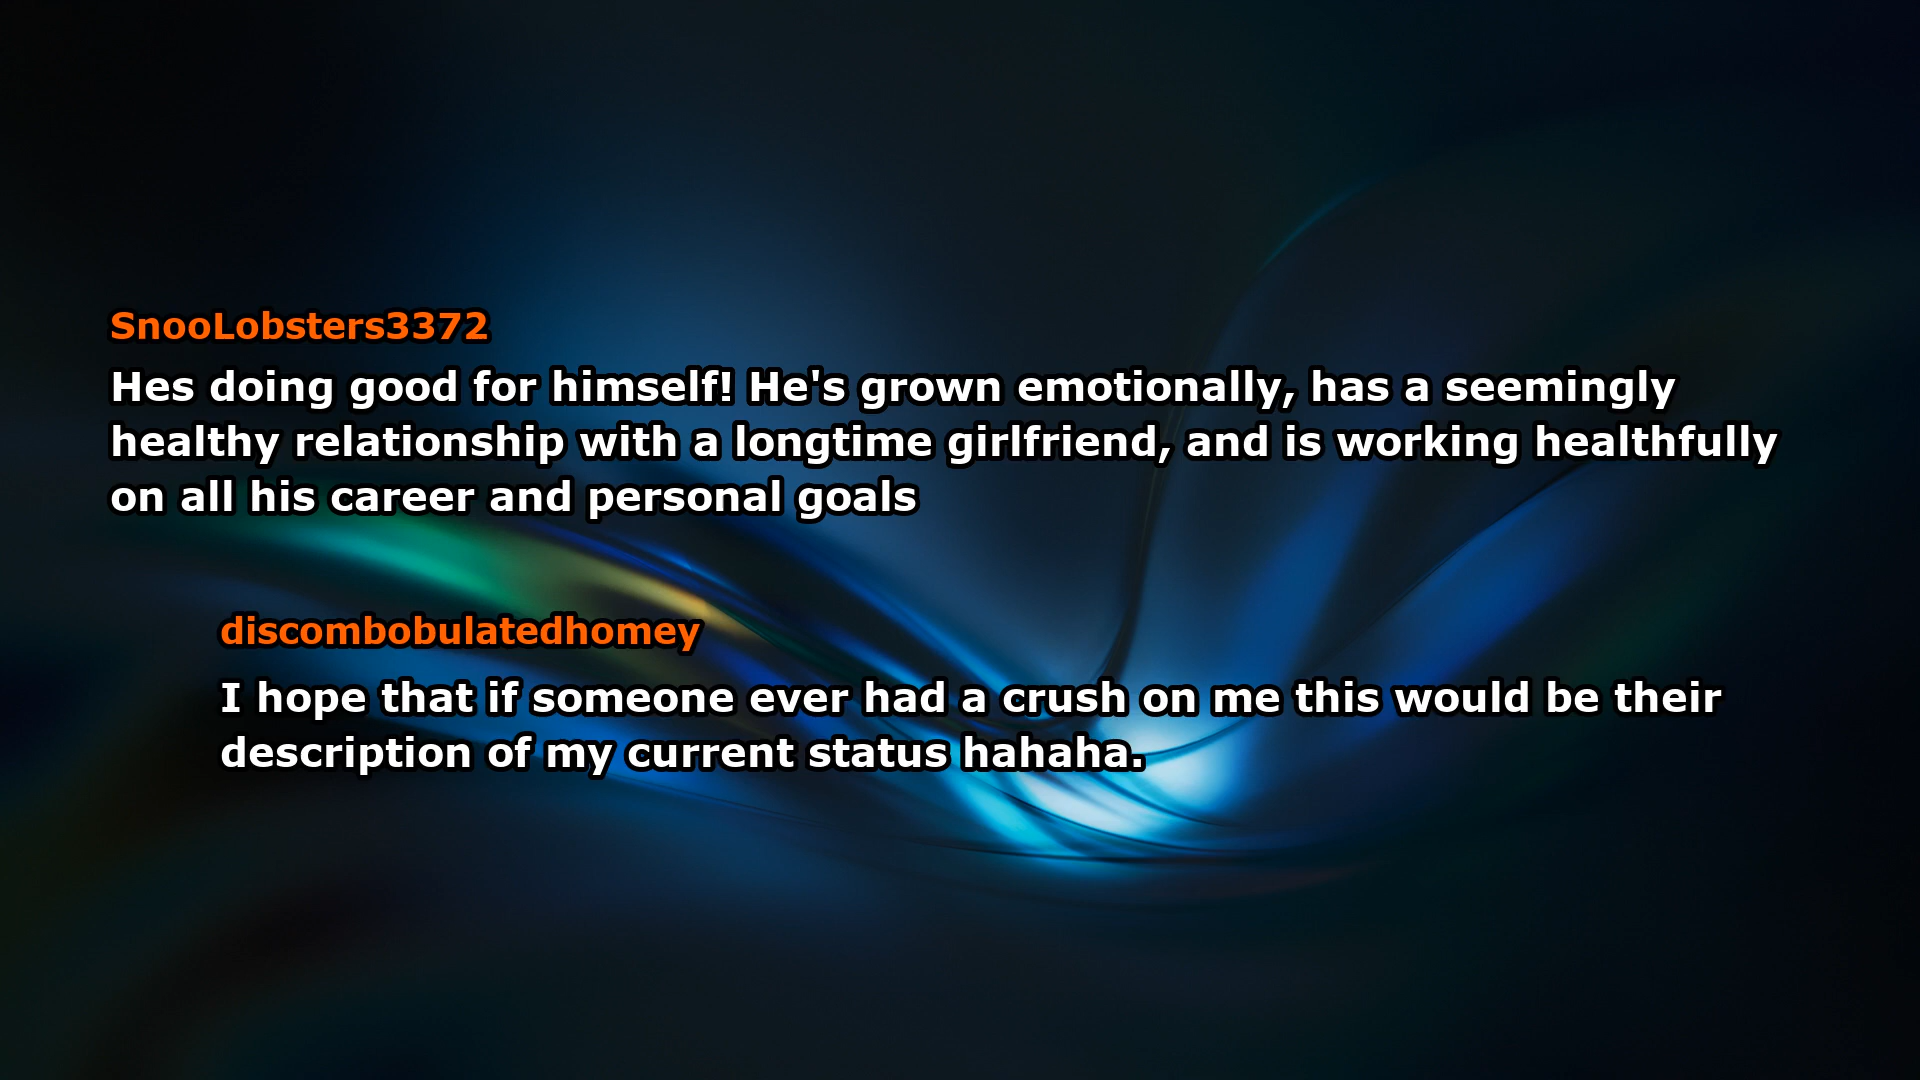 SnooLobsters3372
Hes doing good for himself! He's grown emotionally, has a seemingly
healthy relationship with a longtime girlfriend, and is working healthfully
on all his career and personal goals
discombobulatedhomey
I hope that if someone ever had a crush on me this would be their
description of my current status hahaha.